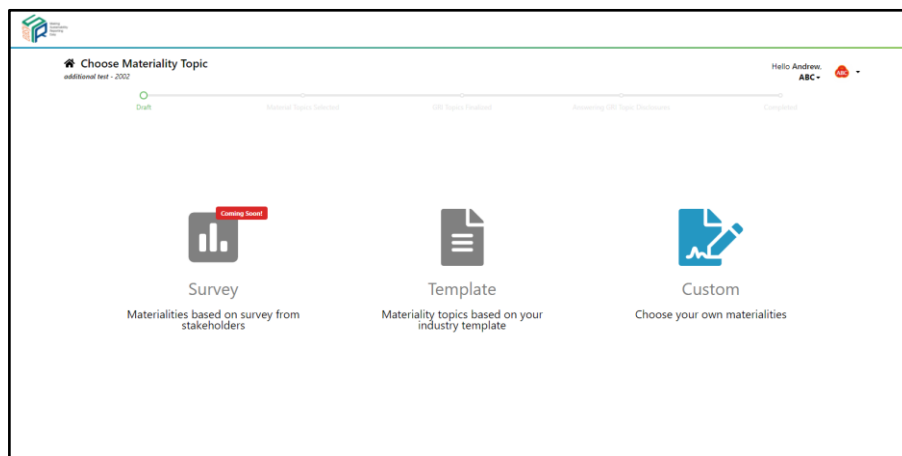 Choose Materiality Topic
additional test - 2002
Hello Andrew.
ABC
ABC
Draft
Material Topics Selected
GRI Topics Finalised
Answering GRI Topic Disclosures
Completed
Coming Soon!
Survey
Materialities based on survey from
stakeholders
Template
Materiality topics based on your
industry template
Custom
Choose your own materialities